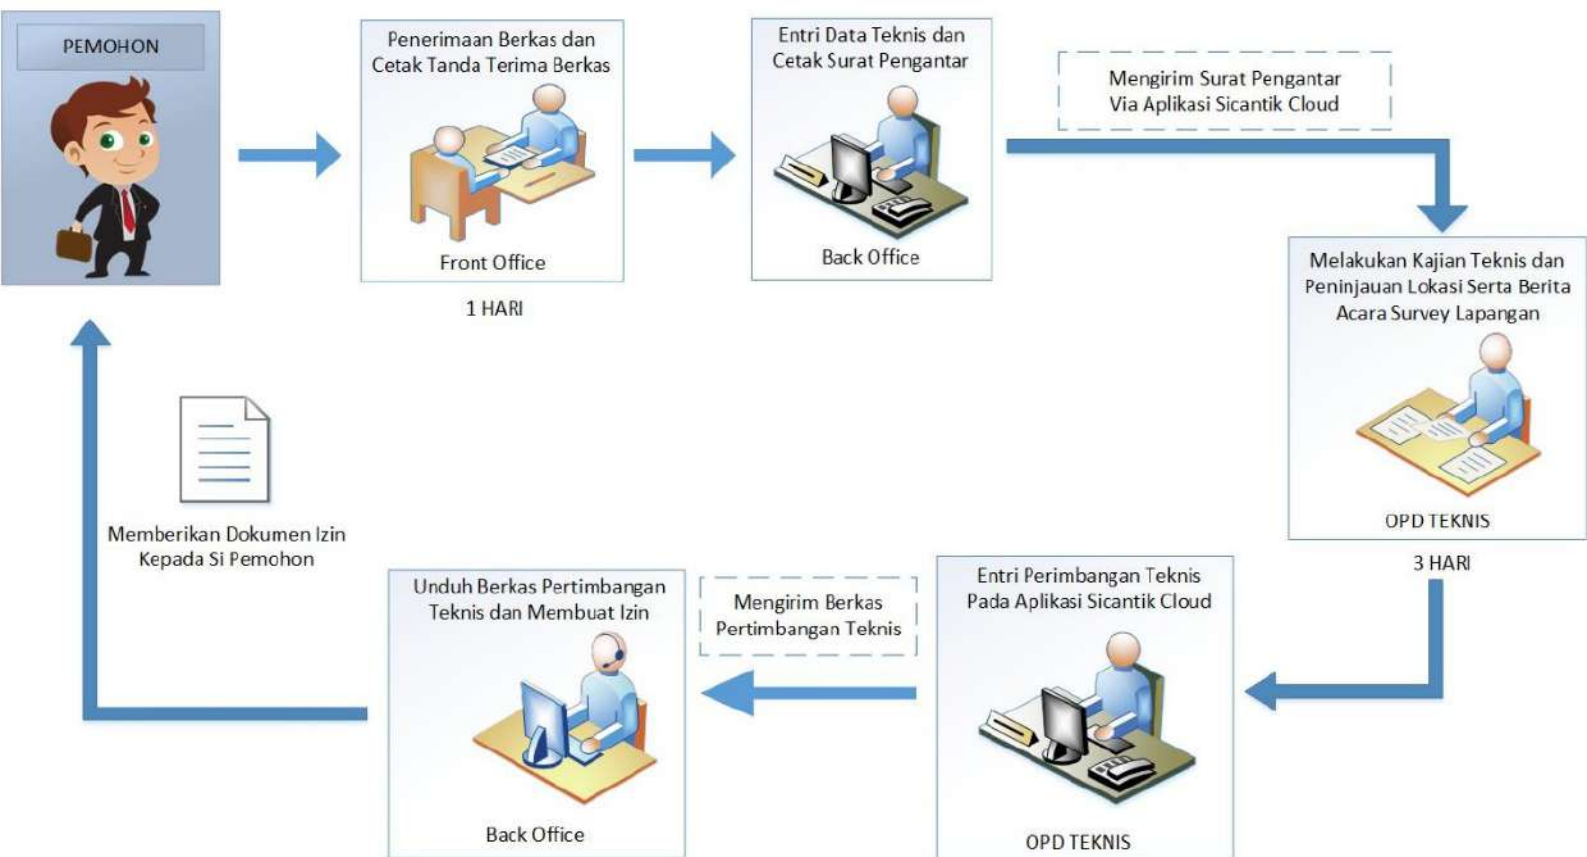 PEMOHON
Penerimaan Berkas dan
Cetak Tanda Terima Berkas
Front Office
1 HARI
Entri Data Teknis dan
Cetak Surat Pengantar
Back Office
Mengirim Surat Pengantar
Via Aplikasi Sicantik Cloud
Melakukan Kajian Teknis dan
Peninjauan Lokasi Serta Berita
Acara Survey Lapangan
OPD TEKNIS
3 HARI
Entri Perimbangan Teknis
Pada Aplikasi Sicantik Cloud
OPD TEKNIS
Mengirim Berkas
Pertimbangan Teknis
Unduh Berkas Pertimbangan
Teknis dan Membuat Izin
Back Office
Memberikan Dokumen Izin
Kepada Si Pemohon